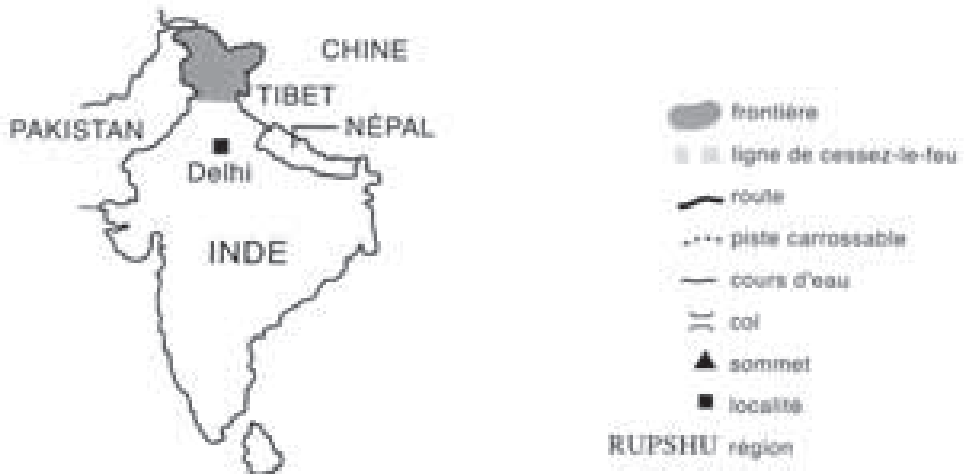 CHINE
TIBET
PAKISTAN
NÉPAL
Delhi
INDE
frontière
ligne de cessez-le-feu
route
piste carrossable
cours d'eau
col
sommet
localité
RUPSHU région